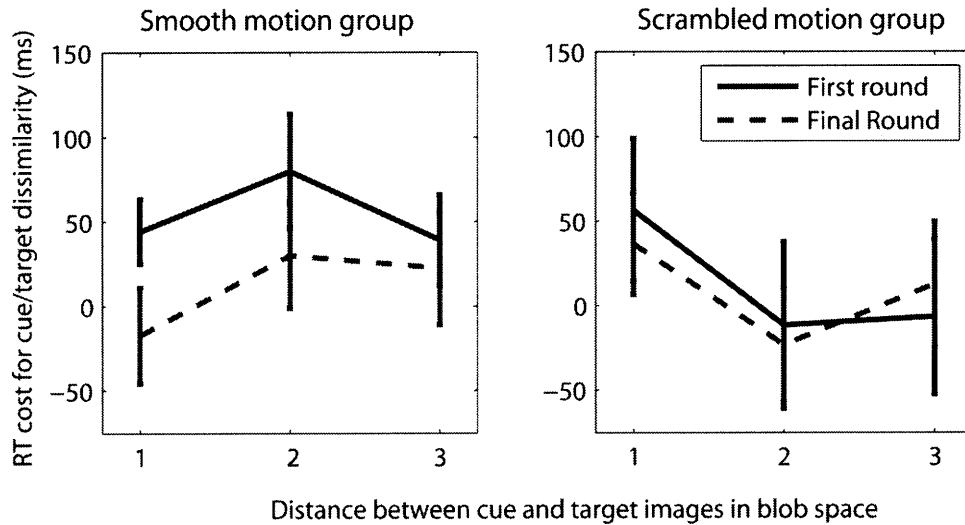 Smooth motion group
Scrambled motion group
RT cost for cue/target dissimilarity (ms)
150
100
50
0
−50
1
2
3
150
100
50
0
−50
1
2
3
First round
Final Round
Distance between cue and target images in blob space